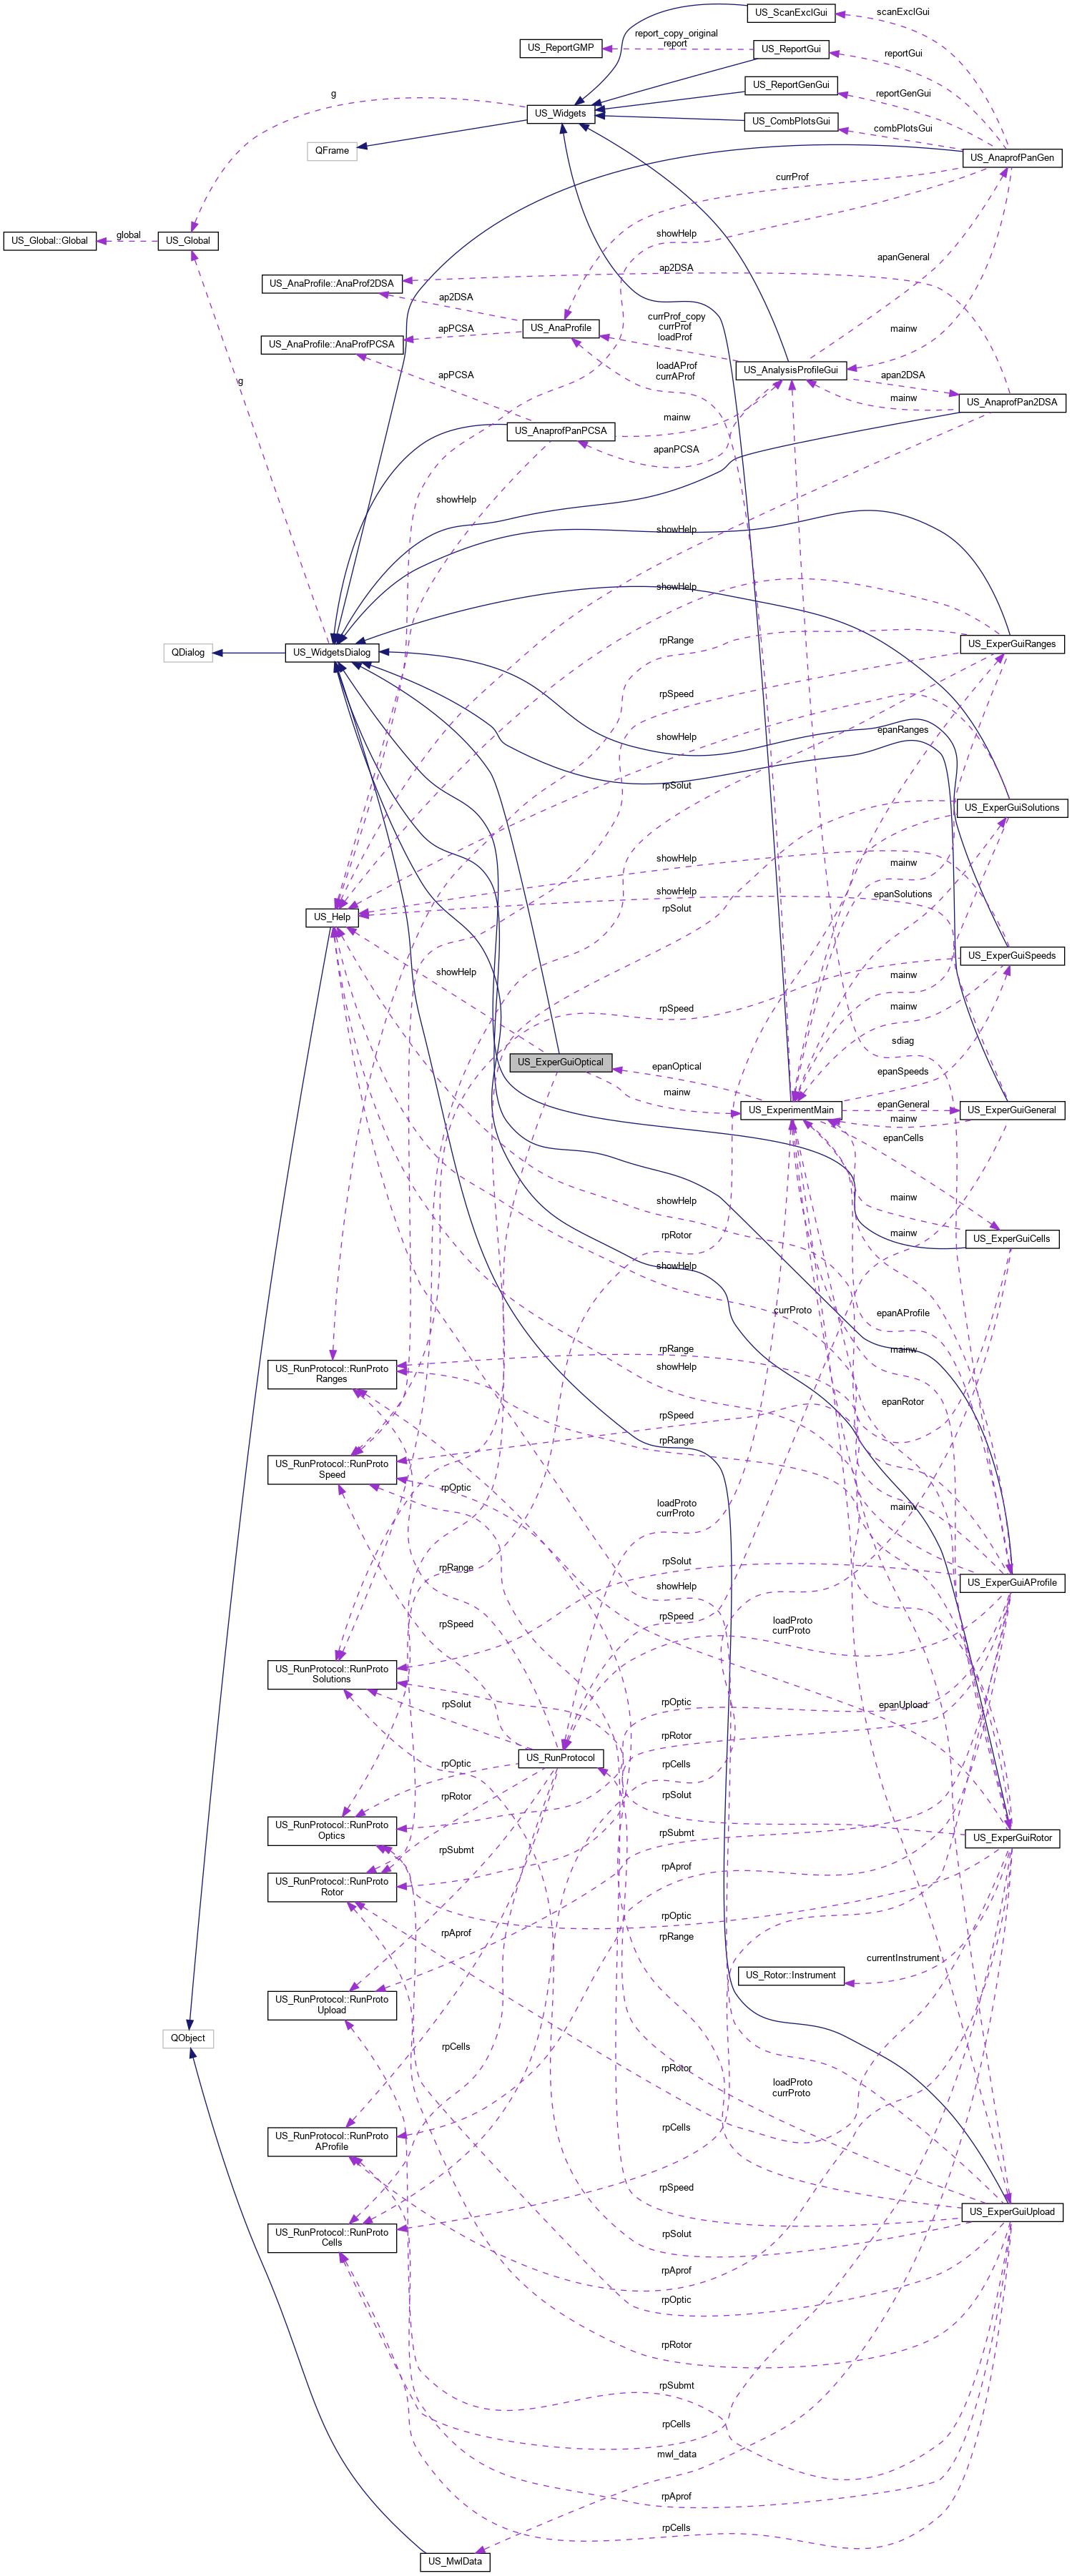 US_ScanExclGui
scanExclGui
report_copy_original
report
US_ReportGMP
US_ReportGui
reportGui
US_ReportGenGui
reportGenGui
g
US_Widgets
US_CombPlotsGui
combPlotsGui
QFrame
US_AnaprofPanGen
currProf
showHelp
US_Global::Global
global
US_Global
apanGeneral
ap2DSA
US_AnaProfile::AnaProf2DSA
ap2DSA
currProf_copy
currProf
loadProf
US_AnaProfile
mainw
apPCSA
US_AnaProfile::AnaProfPCSA
loadAProf
currAProf
US_AnalysisProfileGui
apPCSA
apan2DSA
g
mainw
US_AnaprofPan2DSA
mainw
US_AnaprofPanPCSA
apanPCSA
showHelp
showHelp
showHelp
rpRange
US_ExperGuiRanges
QDialog
US_WidgetsDialog
rpSpeed
epanRanges
showHelp
rpSolut
US_ExperGuiSolutions
showHelp
mainw
showHelp
epanSolutions
rpSolut
US_Help
US_ExperGuiSpeeds
showHelp
mainw
rpSpeed
mainw
sdiag
US_ExperGuiOptical
epanOptical
epanSpeeds
mainw
epanGeneral
US_ExperimentMain
US_ExperGuiGeneral
mainw
epanCells
showHelp
mainw
rpRotor
mainw
US_ExperGuiCells
showHelp
currProto
epanAProfile
rpRange
mainw
US_RunProtocol::RunProto
Ranges
showHelp
epanRotor
rpSpeed
rpRange
US_RunProtocol::RunProto
Speed
rpOptic
loadProto
currProto
mainw
rpSolut
rpRange
showHelp
US_ExperGuiAProfile
rpSpeed
rpSpeed
loadProto
currProto
US_RunProtocol::RunProto
Solutions
rpSolut
rpOptic
epanUpload
rpRotor
US_RunProtocol
rpOptic
rpCells
rpRotor
rpSolut
US_RunProtocol::RunProto
Optics
rpSubmt
US_ExperGuiRotor
rpSubmt
rpAprof
US_RunProtocol::RunProto
Rotor
rpOptic
rpAprof
rpRange
currentInstrument
US_Rotor::Instrument
US_RunProtocol::RunProto
Upload
QObject
rpCells
rpRotor
loadProto
currProto
rpCells
US_RunProtocol::RunProto
AProfile
rpSpeed
US_ExperGuiUpload
US_RunProtocol::RunProto
Cells
rpSolut
rpAprof
rpOptic
rpRotor
rpSubmt
rpCells
mwl_data
rpAprof
rpCells
US_MwlData